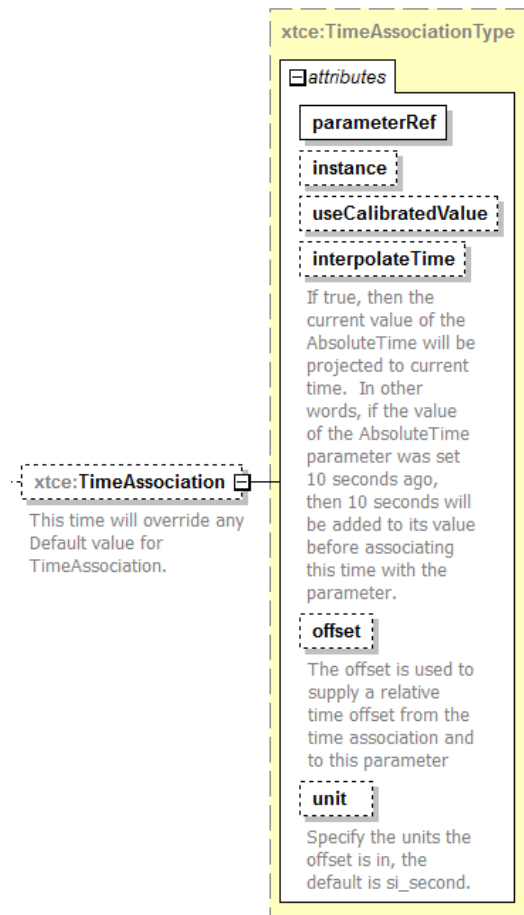 xtce:TimeAssociationType
attributes
parameterRef
instance
useCalibratedValue
interpolateTime
If true, then the
current value of the
AbsoluteTime will be
projected to current
time.  In other
words, if the value
of the AbsoluteTime
parameter was set
10 seconds ago,
then 10 seconds will
be added to its value
before associating
this time with the
parameter.
xtce:TimeAssociation
This time will override any
Default value for
TimeAssociation.
offset
The offset is used to
supply a relative
time offset from the
time association and
to this parameter
unit
Specify the units the
offset is in, the
default is si_second.